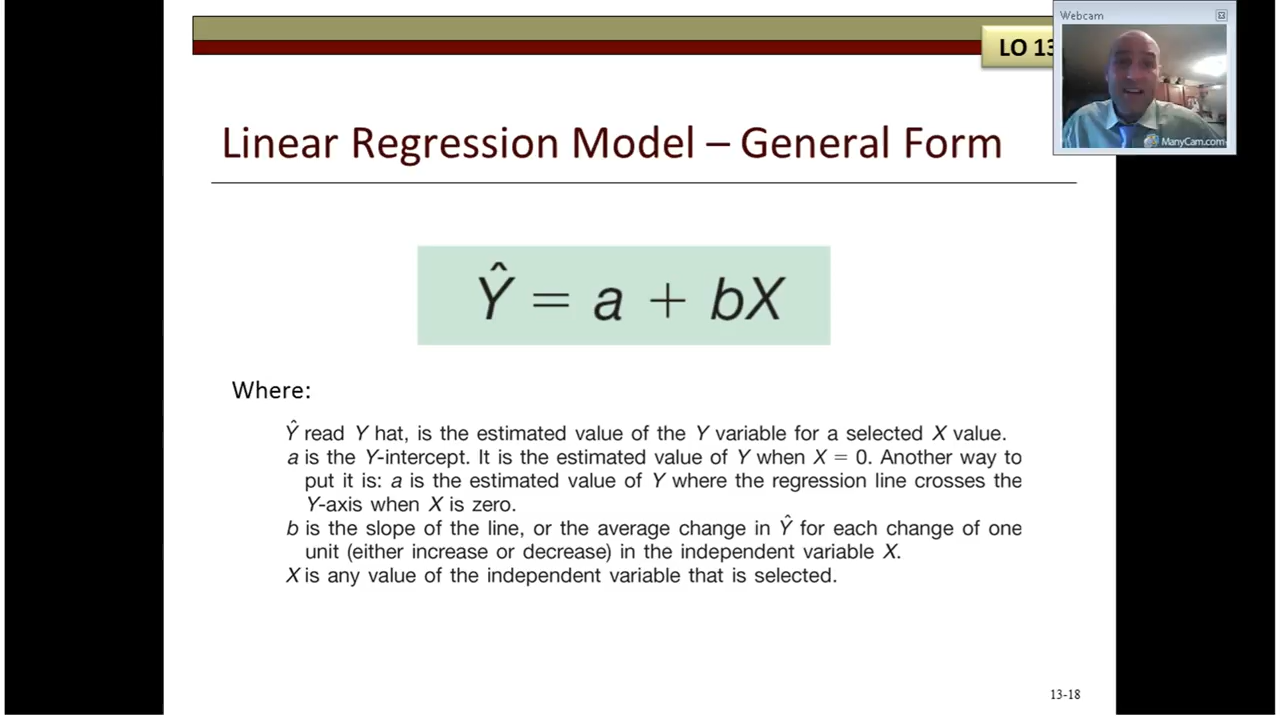 Webcam
LO 13
ManyCam.com
Linear Regression Model – General Form
Ŷ = a + bX
Where:
Ŷ read Y hat, is the estimated value of the Y variable for a selected X value.
a is the Y-intercept. It is the estimated value of Y when X = 0. Another way to
put it is: a is the estimated value of Y where the regression line crosses the
Y-axis when X is zero.
b is the slope of the line, or the average change in Ŷ for each change of one
unit (either increase or decrease) in the independent variable X.
X is any value of the independent variable that is selected.
13-18